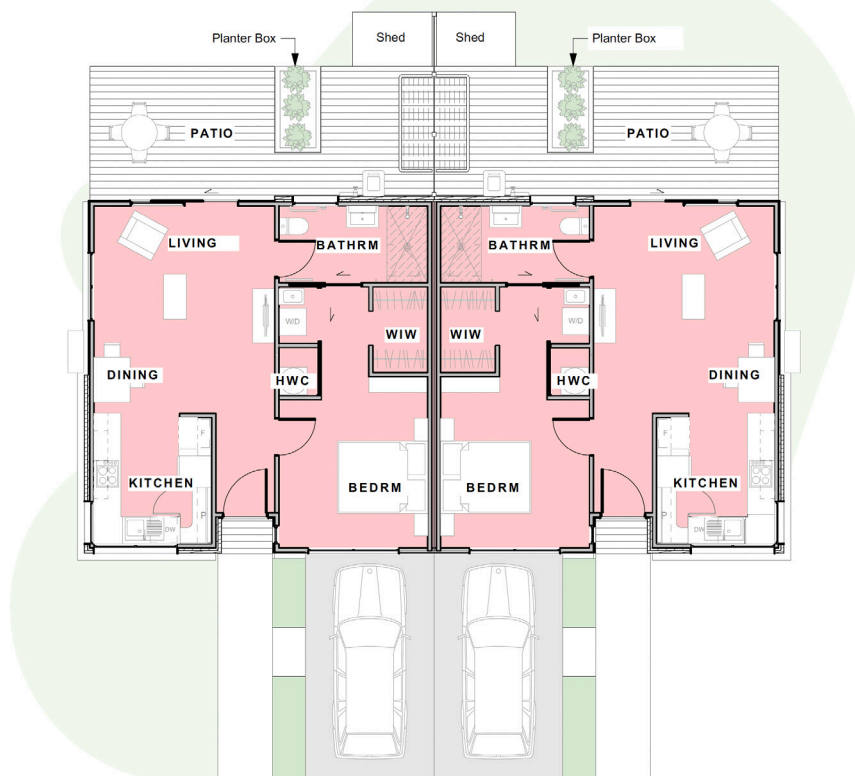 Shed Shed
Planter Box Planter Box
PATIO PATIO
LIVING LIVING
BATHRM BATHRM
W/D W/D
WIW WIW
DINING HWC HWC DINING
F F
KITCHEN BEDRM BEDRM KITCHEN
P P
DW DW